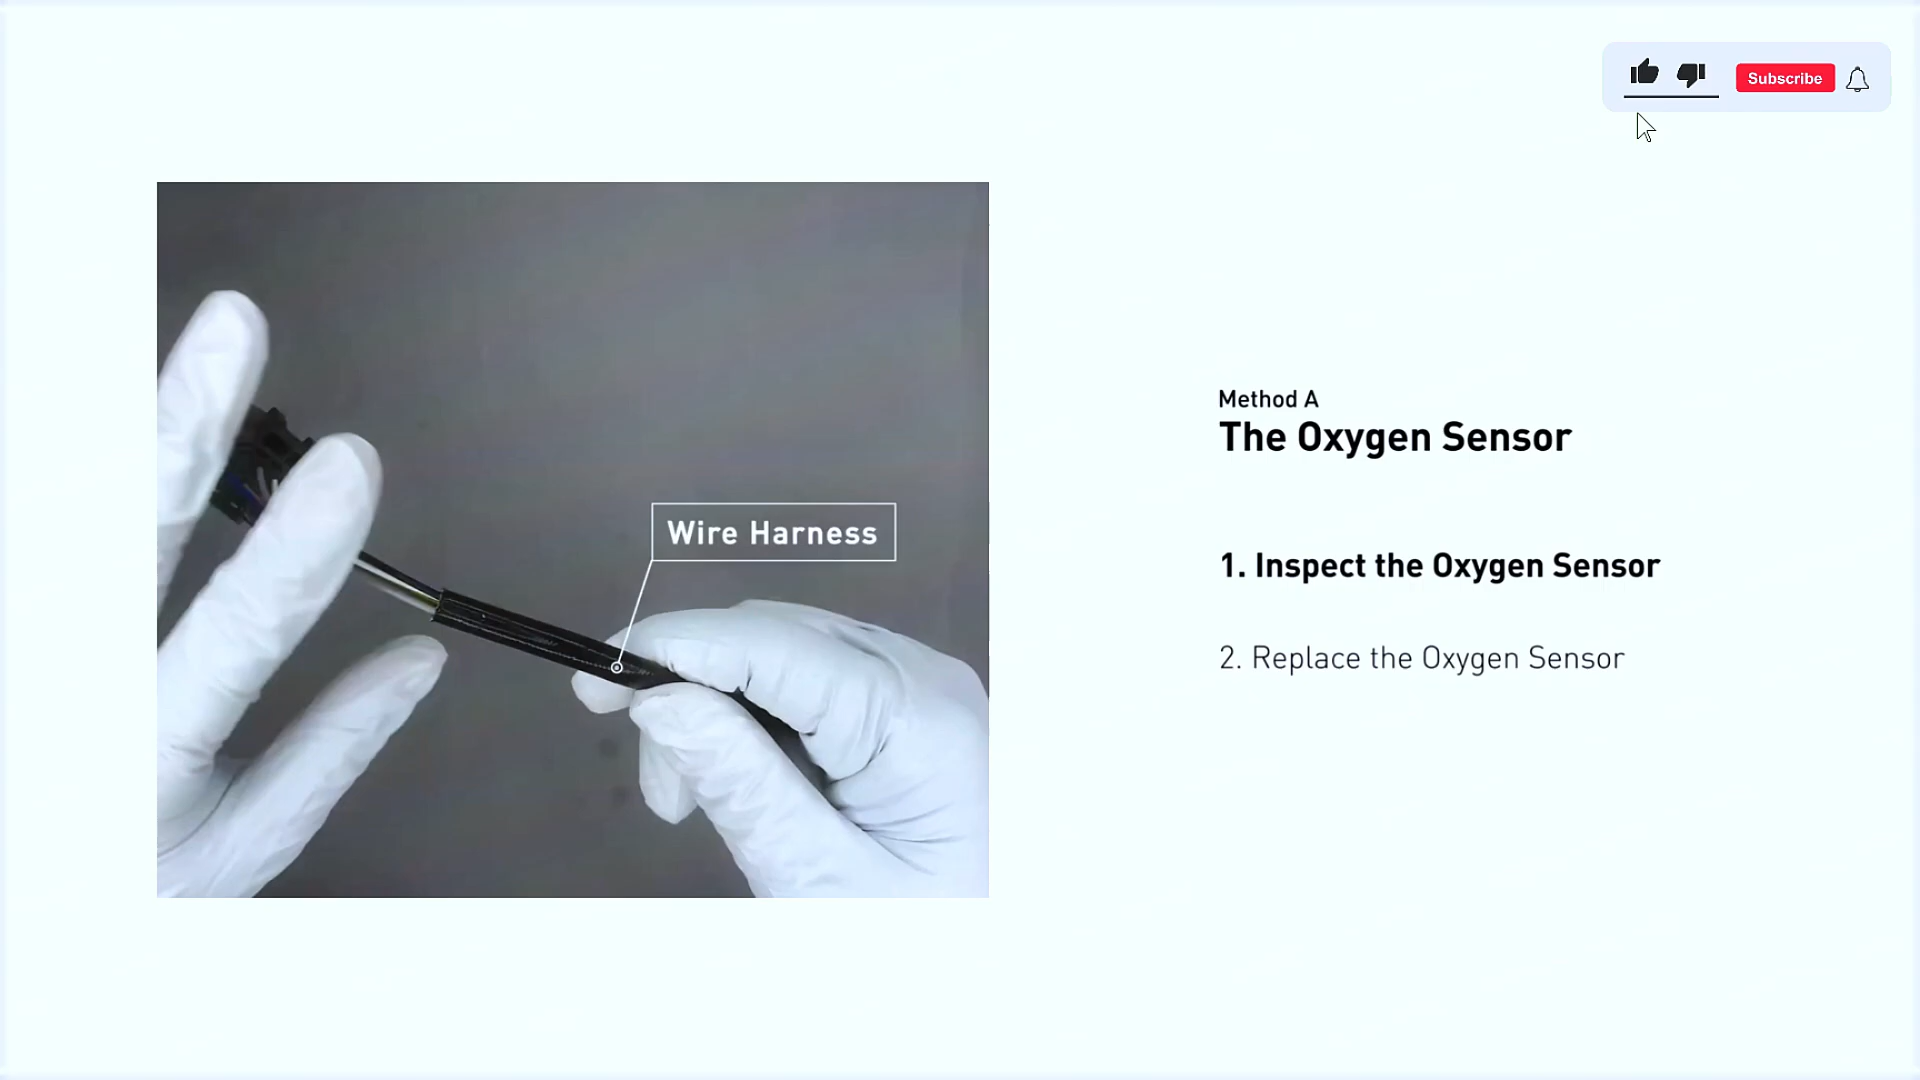 Subscribe
Wire Harness
Method A
The Oxygen Sensor
1. Inspect the Oxygen Sensor
2. Replace the Oxygen Sensor